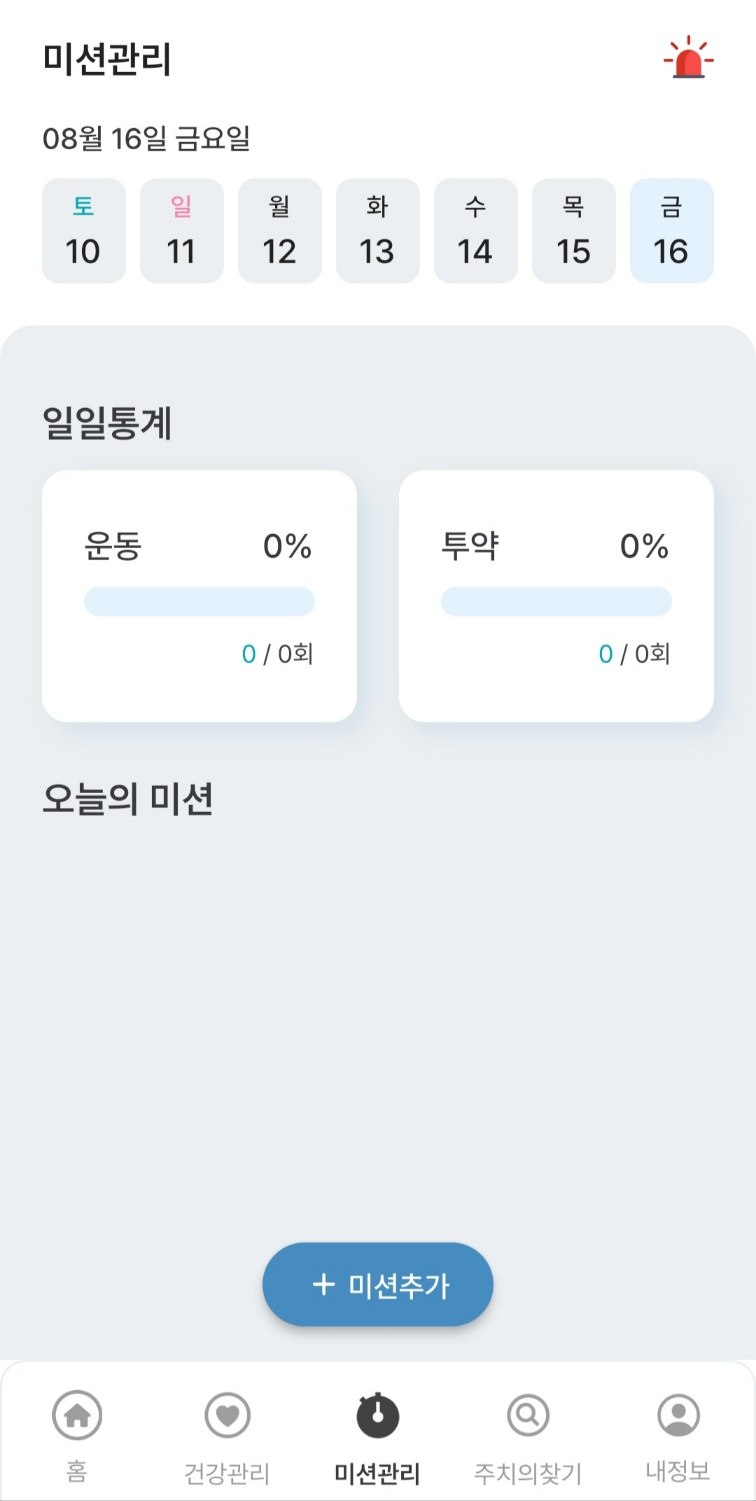 미션관리
08월 16일 금요일
토 일 월 화 수 목 금
10 11 12 13 14 15 16
일일통계
운동 0%
0 / 0회
투약 0%
0 / 0회
오늘의 미션
+ 미션추가
홈 건강관리 미션관리 주치의찾기 내정보